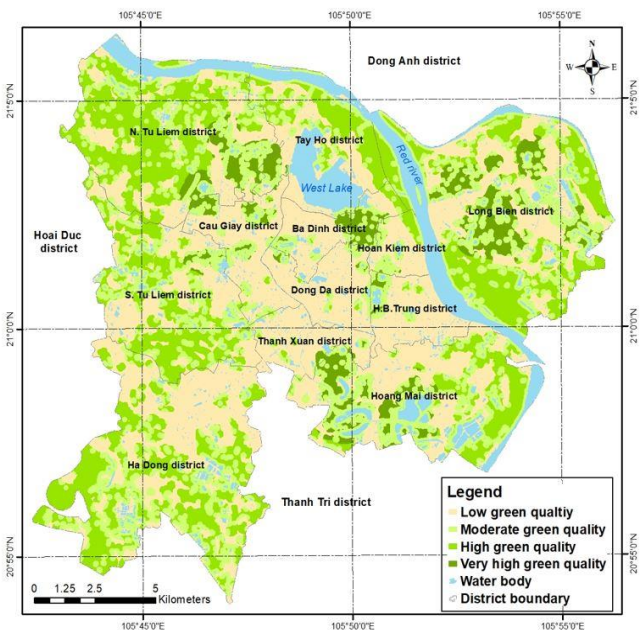 105°45'0"E 105°50'0"E 105°55'0"E
Dong Anh district
N
W E
S
21°5'0"N 21°5'0"N
N. Tu Liem district
Tay Ho district
Red river
West Lake
Long Bien district
Cau Giay district
Ba Dinh district
Hoai Duc
district
Hoan Kiem district
S. Tu Liem district
Dong Da district
H.B.Trung district
21°0'0"N 21°0'0"N
Thanh Xuan district
Hoang Mai district
Ha Dong district
Thanh Tri district
Legend
Low green qualtiy
Moderate green quality
High green quality
Very high green quality
Water body
District boundary
20°55'0"N 20°55'0"N
0 1.25 2.5 5
Kilometers
105°45'0"E 105°50'0"E 105°55'0"E